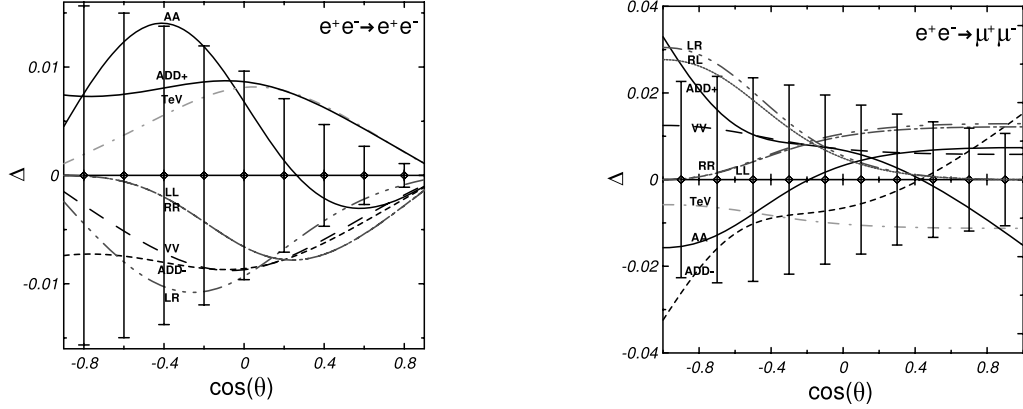 e⁺e⁻→e⁺e⁻
AA
0.01
ADD+
TeV
Δ
0
LL
RR
VV
ADD-
-0.01
LR
-0.8
-0.4
0
0.4
0.8
cos(θ)
0.04
e⁺e⁻→μ⁺μ⁻
LR
RL
0.02
ADD+
VV
RR
LL
Δ
0
TeV
AA
-0.02
ADD-
-0.04
-0.8
-0.4
0
0.4
0.8
cos(θ)